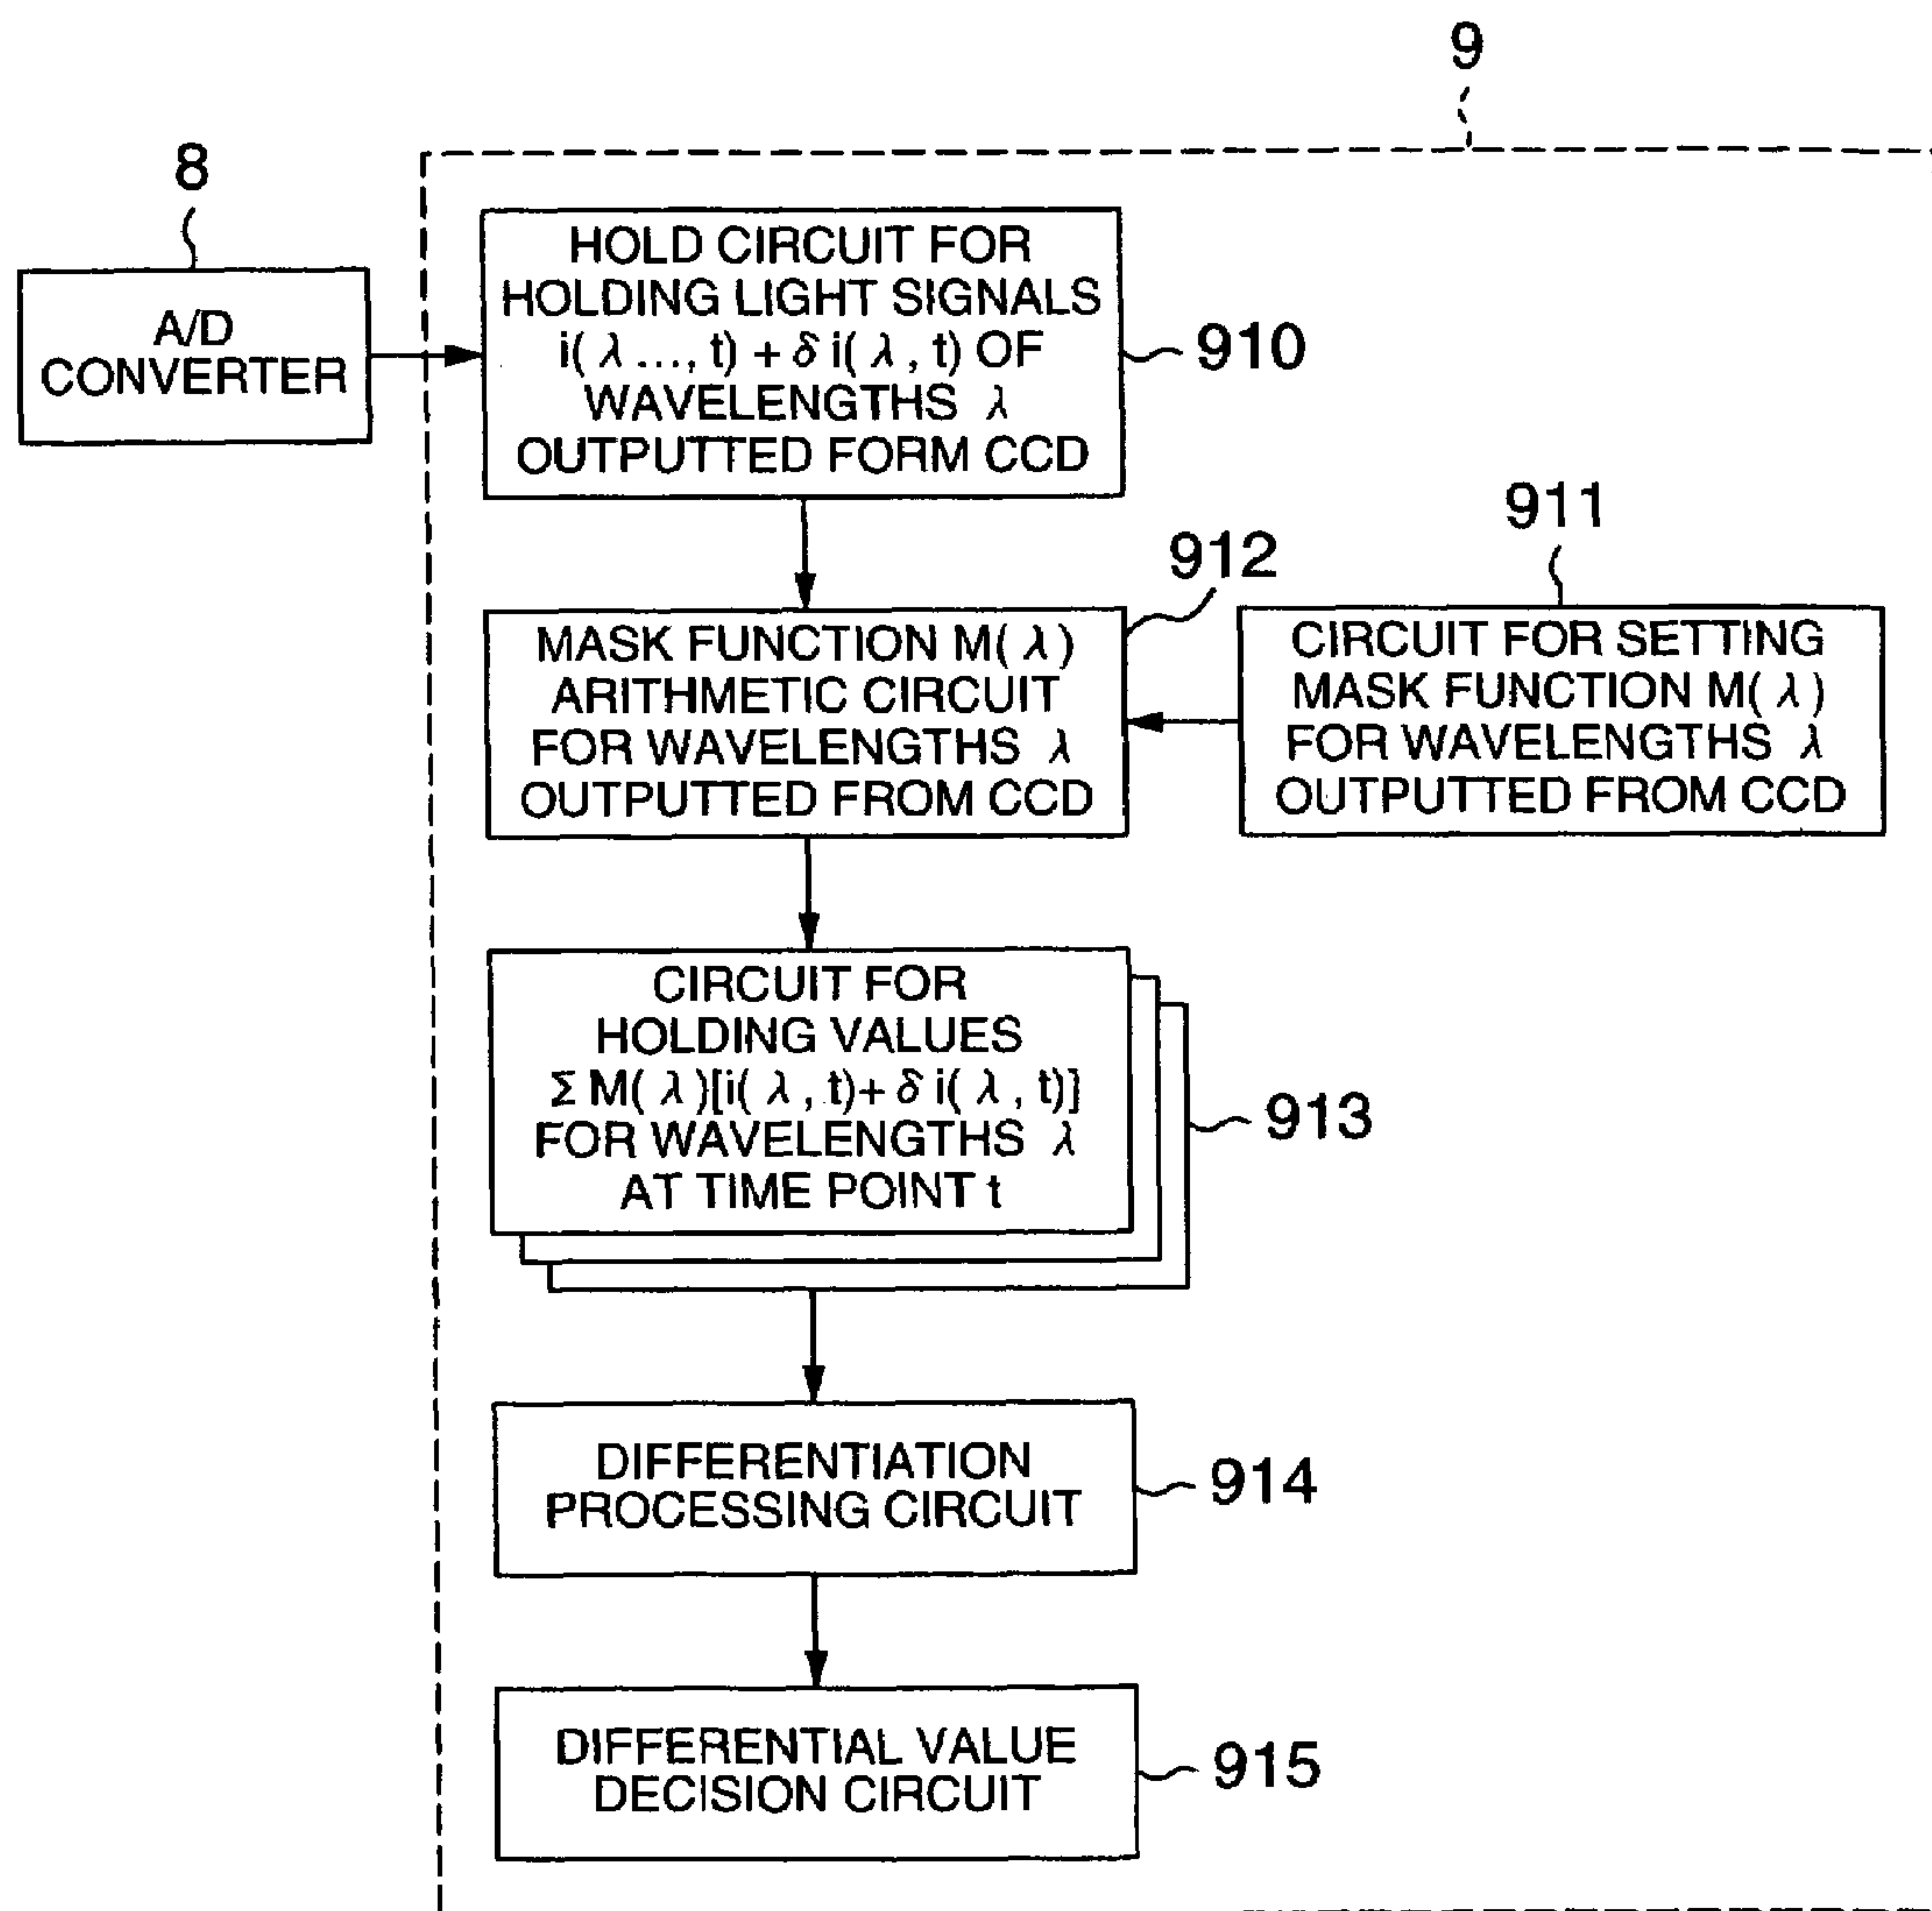 9
8
A/D
CONVERTER
HOLD CIRCUIT FOR
HOLDING LIGHT SIGNALS
i( λ ..., t) + δ i( λ , t) OF
WAVELENGTHS λ
OUTPUTTED FORM CCD
910
911
912
MASK FUNCTION M( λ )
ARITHMETIC CIRCUIT
FOR WAVELENGTHS λ
OUTPUTTED FROM CCD
CIRCUIT FOR SETTING
MASK FUNCTION M( λ )
FOR WAVELENGTHS λ
OUTPUTTED FROM CCD
CIRCUIT FOR
HOLDING VALUES
Σ M( λ )[i( λ , t)+ δ i( λ , t)]
FOR WAVELENGTHS λ
AT TIME POINT t
913
DIFFERENTIATION
PROCESSING CIRCUIT
914
DIFFERENTIAL VALUE
DECISION CIRCUIT
915